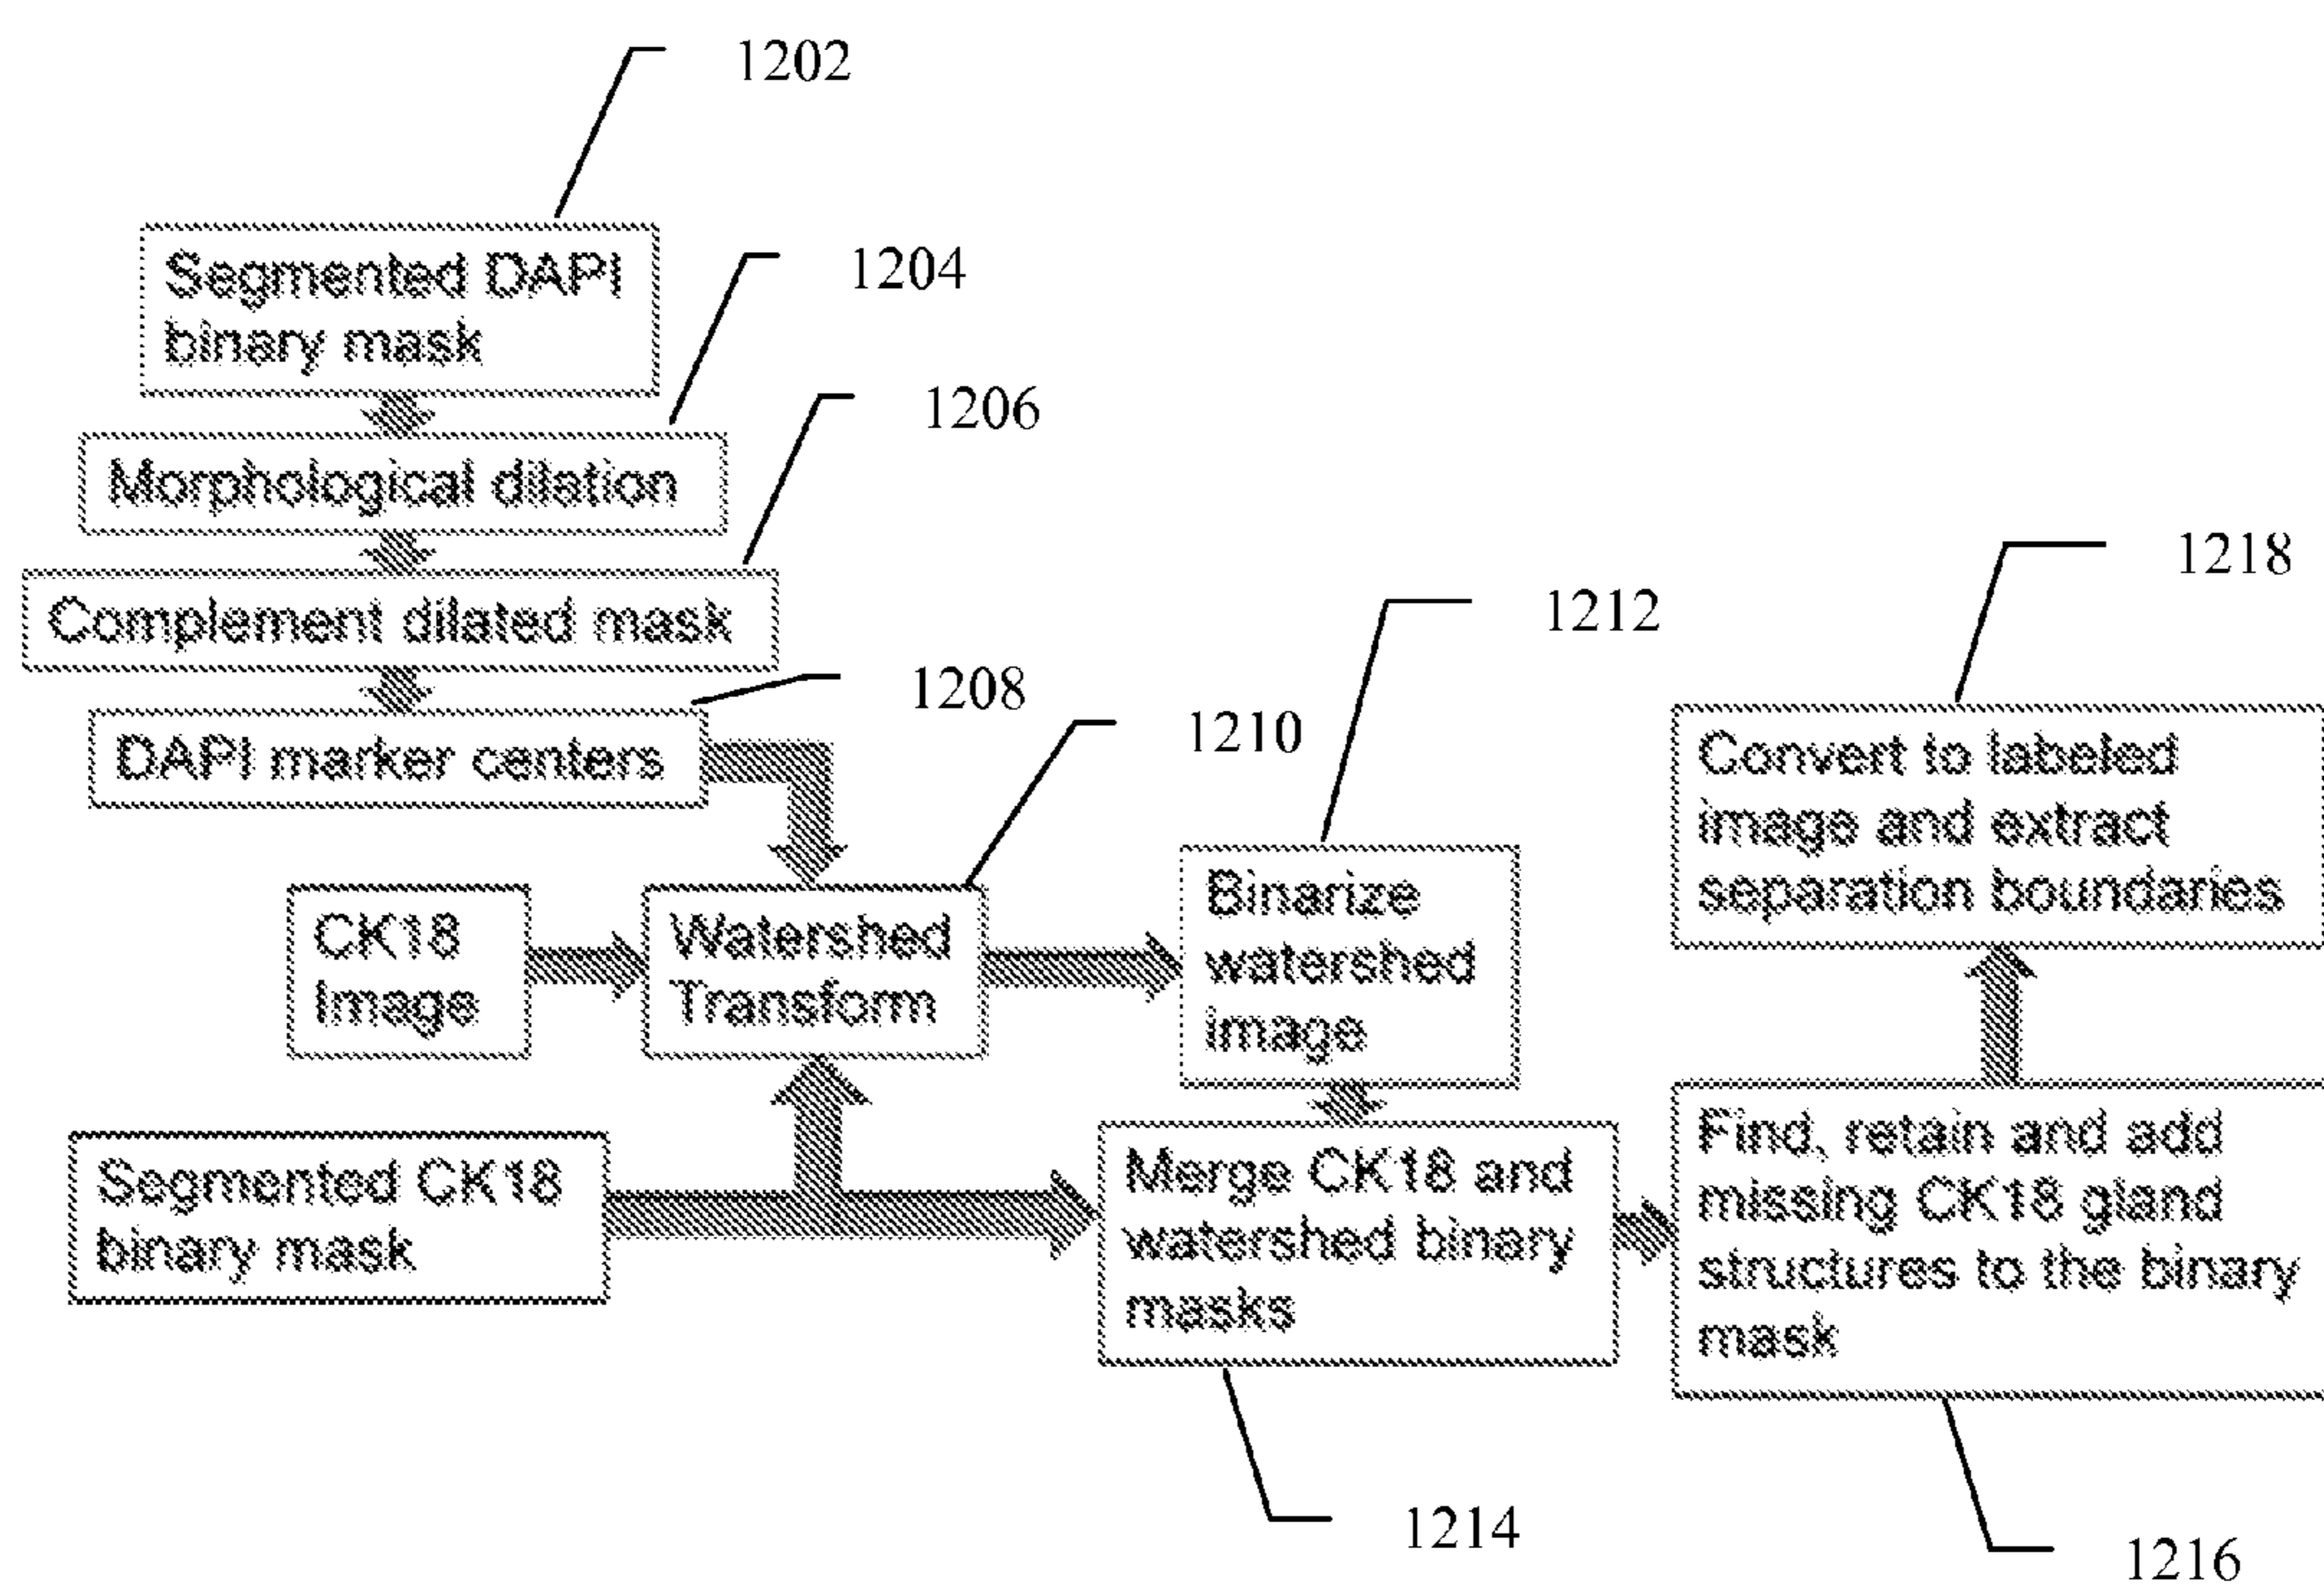 1202
Segmented DAPI
binary mask
1204
Morphological dilation
1206
Complement dilated mask
1208
DAPI marker centers
1210
CK18
Image
Watershed
Transform
1212
Binarize
watershed
image
Segmented CK18
binary mask
Merge CK18 and
watershed binary
masks
1214
1218
Convert to labeled
image and extract
separation boundaries
Find, retain and add
missing CK18 gland
structures to the binary
mask
1216